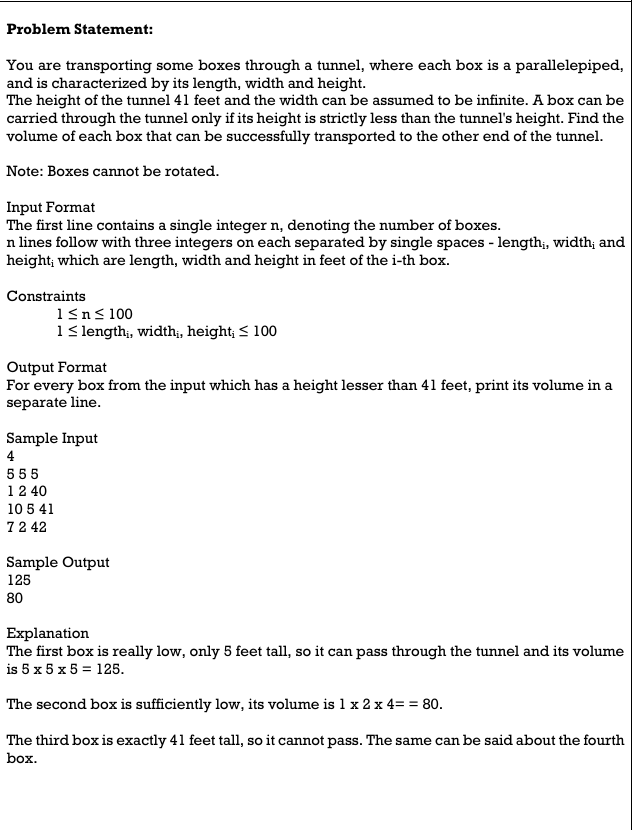 Problem Statement:
You are transporting some boxes through a tunnel, where each box is a parallelepiped,
and is characterized by its length, width and height.
The height of the tunnel 41 feet and the width can be assumed to be infinite. A box can be
carried through the tunnel only if its height is strictly less than the tunnel's height. Find the
volume of each box that can be successfully transported to the other end of the tunnel.
Note: Boxes cannot be rotated.
Input Format
The first line contains a single integer n, denoting the number of boxes.
n lines follow with three integers on each separated by single spaces - lengthᵢ, widthᵢ and
heightᵢ which are length, width and height in feet of the i-th box.
Constraints
1 ≤ n ≤ 100
1 ≤ lengthᵢ, widthᵢ, heightᵢ ≤ 100
Output Format
For every box from the input which has a height lesser than 41 feet, print its volume in a
separate line.
Sample Input
4
5 5 5
1 2 40
10 5 41
7 2 42
Sample Output
125
80
Explanation
The first box is really low, only 5 feet tall, so it can pass through the tunnel and its volume
is 5 x 5 x 5 = 125.
The second box is sufficiently low, its volume is 1 x 2 x 4= = 80.
The third box is exactly 41 feet tall, so it cannot pass. The same can be said about the fourth
box.